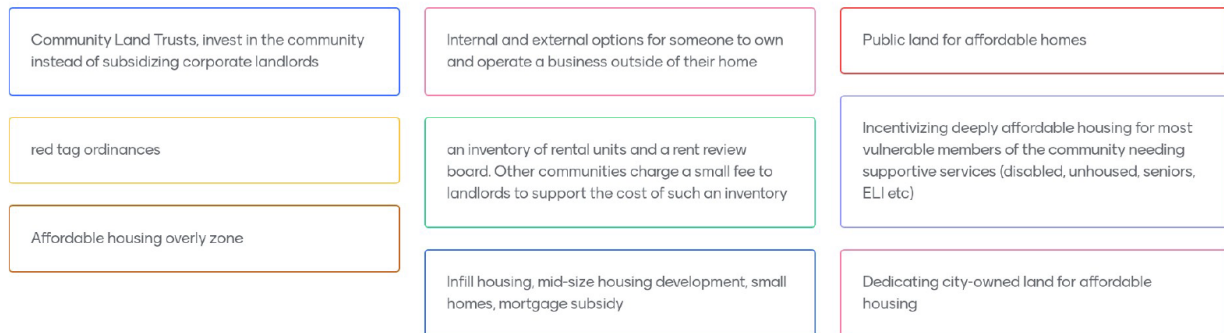 Community Land Trusts, invest in the community
instead of subsidizing corporate landlords
red tag ordinances
Affordable housing overly zone
Internal and external options for someone to own
and operate a business outside of their home
an inventory of rental units and a rent review
board. Other communities charge a small fee to
landlords to support the cost of such an inventory
Infill housing, mid-size housing development, small
homes, mortgage subsidy
Public land for affordable homes
Incentivizing deeply affordable housing for most
vulnerable members of the community needing
supportive services (disabled, unhoused, seniors,
ELI etc)
Dedicating city-owned land for affordable
housing